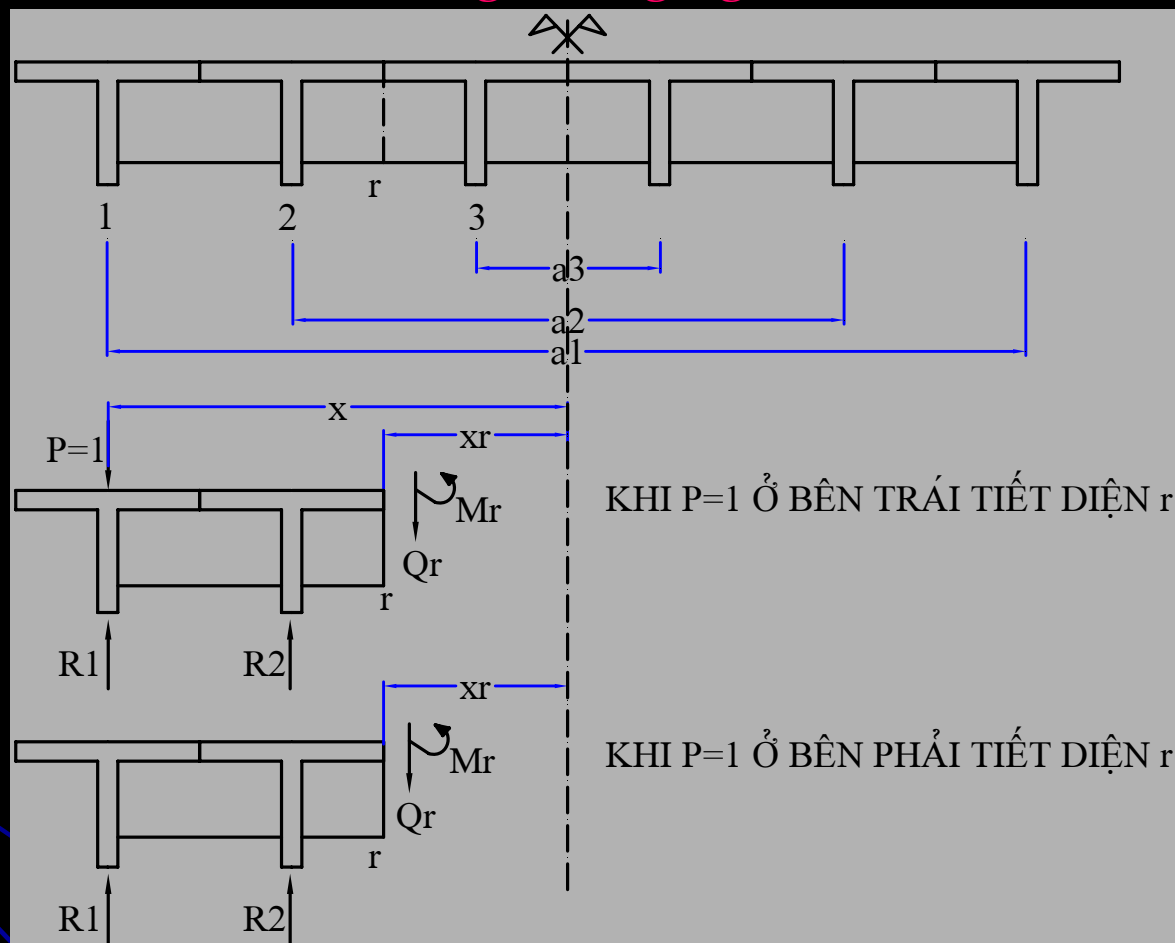 r
1 2 3
a3
a2
a1
x
xr
P=1
Mr
Qr
r
KHI P=1 Ở BÊN TRÁI TIẾT DIỆN r
R1 R2
xr
Mr
Qr
r
KHI P=1 Ở BÊN PHẢI TIẾT DIỆN r
R1 R2